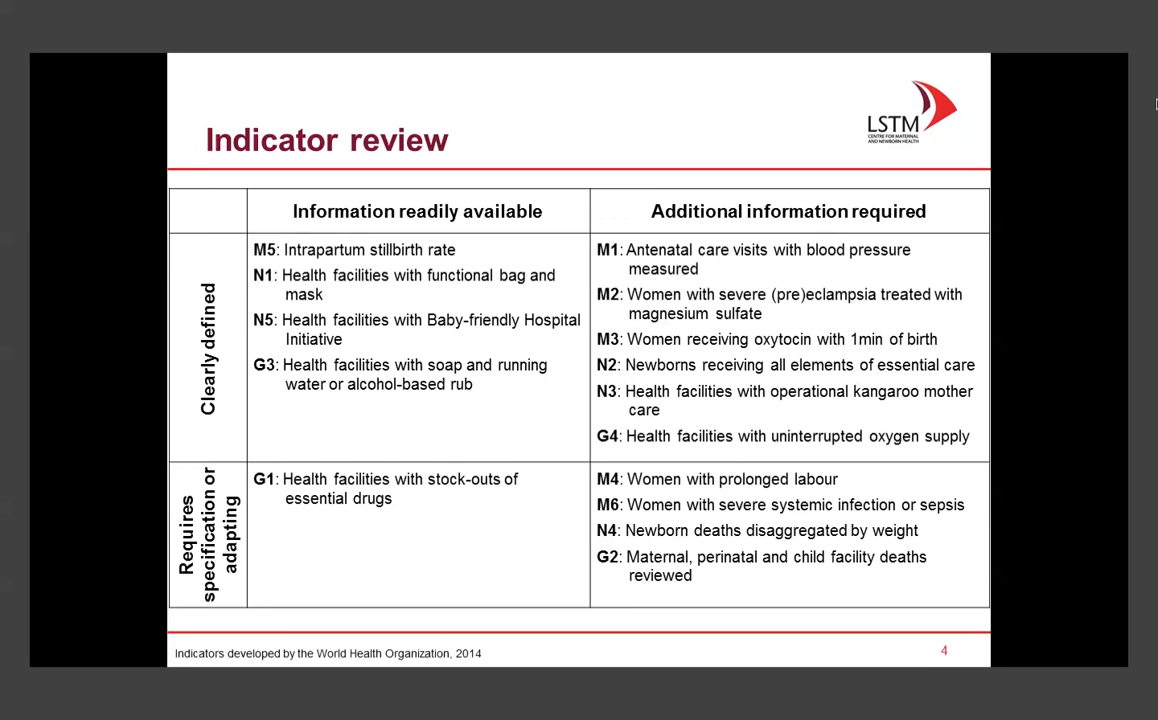 Indicator review
LSTM
CENTRE FOR MATERNAL
AND NEWBORN HEALTH
Information readily available
Additional information required
Clearly defined
M5: Intrapartum stillbirth rate
N1: Health facilities with functional bag and
mask
N5: Health facilities with Baby-friendly Hospital
Initiative
G3: Health facilities with soap and running
water or alcohol-based rub
M1: Antenatal care visits with blood pressure
measured
M2: Women with severe (pre)eclampsia treated with
magnesium sulfate
M3: Women receiving oxytocin with 1min of birth
N2: Newborns receiving all elements of essential care
N3: Health facilities with operational kangaroo mother
care
G4: Health facilities with uninterrupted oxygen supply
Requires
specification or
adapting
G1: Health facilities with stock-outs of
essential drugs
M4: Women with prolonged labour
M6: Women with severe systemic infection or sepsis
N4: Newborn deaths disaggregated by weight
G2: Maternal, perinatal and child facility deaths
reviewed
Indicators developed by the World Health Organization, 2014
4